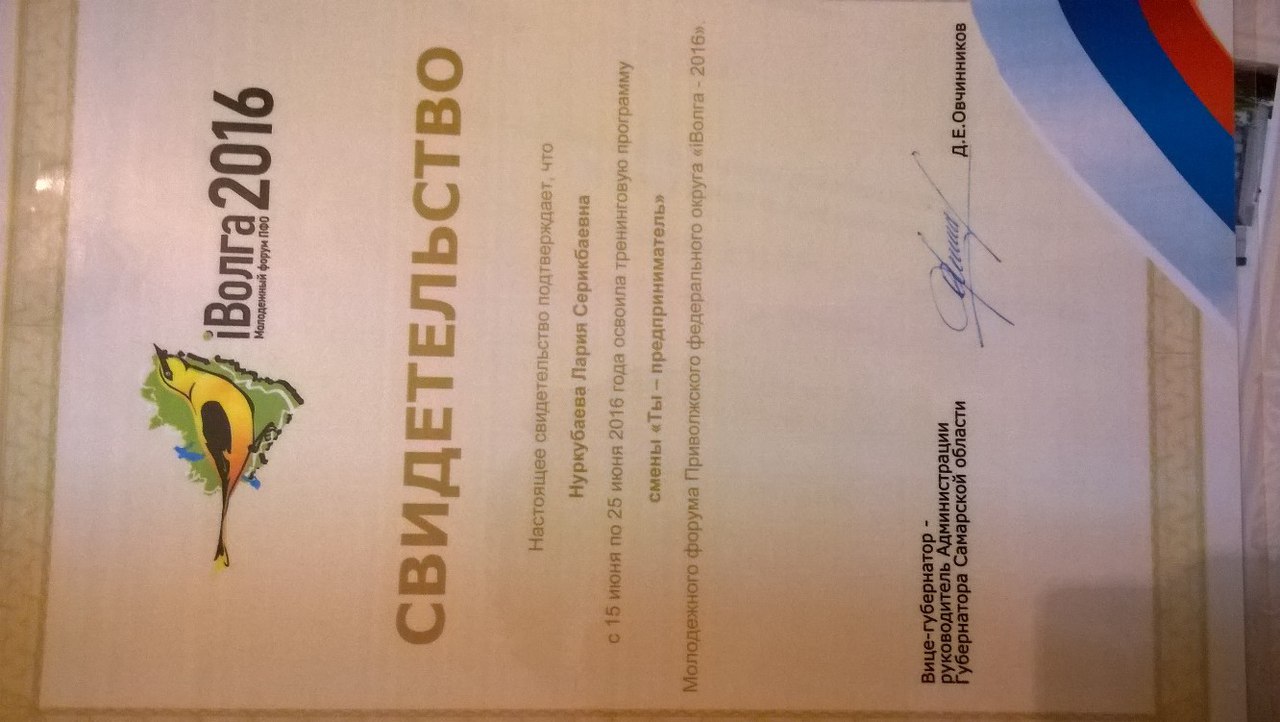 iВолга2016
Молодежный форум ПФО
СВИДЕТЕЛЬСТВО
Настоящее свидетельство подтверждает, что
Нуркубаева Лария Серикбаевна
с 15 июня по 25 июня 2016 года освоила тренинговую программу
смены «Ты – предприниматель»
Молодежного форума Приволжского федерального округа «iВолга - 2016».
Вице-губернатор -
руководитель Администрации
Губернатора Самарской области
Д.Е.Овчинников